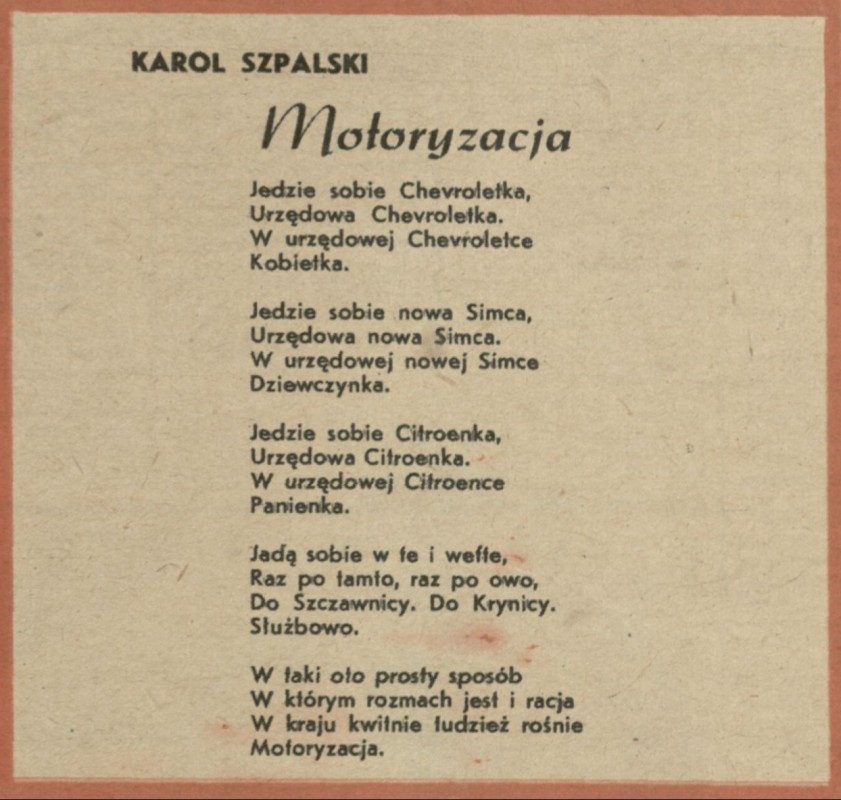 KAROL SZPALSKI
Motoryzacja
Jedzie sobie Chevroletka,
Urzędowa Chevroletka.
W urzędowej Chevroletce
Kobietka.
Jedzie sobie nowa Simca,
Urzędowa nowa Simca.
W urzędowej nowej Simce
Dziewczynka.
Jedzie sobie Citroenka,
Urzędowa Citroenka.
W urzędowej Citroence
Panienka.
Jadą sobie w te i wefte,
Raz po tamto, raz po owo,
Do Szczawnicy. Do Krynicy.
Służbowo.
W taki oto prosty sposób
W którym rozmach jest i racja
W kraju kwitnie tudzież rośnie
Motoryzacja.